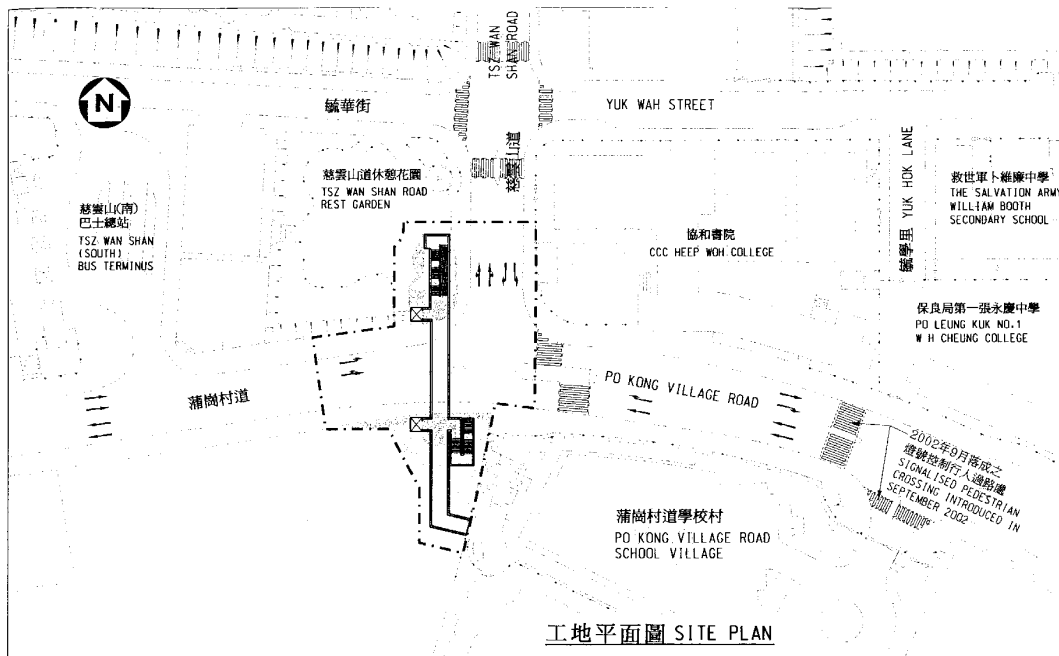 TSZ WAN
SHAN ROAD
N
毓華街
YUK WAH STREET
慈雲山道
慈雲山道休憩花園
TSZ WAN SHAN ROAD
REST GARDEN
慈雲山(南)
巴士總站
TSZ WAN SHAN
(SOUTH)
BUS TERMINUS
協和書院
CCC HEEP WOH COLLEGE
毓學里 YUK HOK LANE
救世軍卜維廉中學
THE SALVATION ARMY
WILLIAM BOOTH
SECONDARY SCHOOL
保良局第一張永慶中學
PO LEUNG KUK NO.1
W H CHEUNG COLLEGE
蒲崗村道
PO KONG VILLAGE ROAD
2002年9月落成之
燈號控制行人過路處
SIGNALISED PEDESTRIAN
CROSSING INTRODUCED IN
SEPTEMBER 2002
蒲崗村道學校村
PO KONG VILLAGE ROAD
SCHOOL VILLAGE
工地平面圖 SITE PLAN